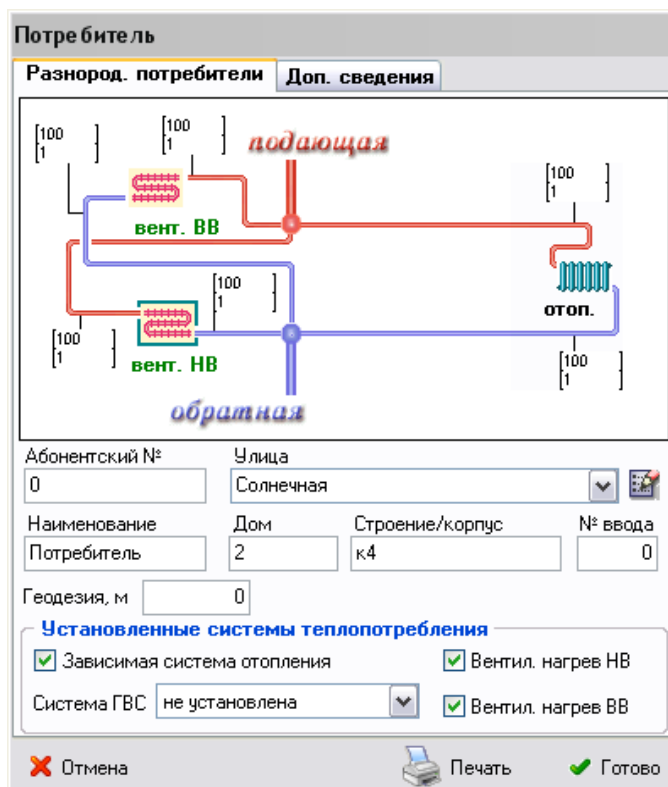 Потребитель
Разнород. потребители Доп. сведения
[100 ]
1
[100 ]
1
подающая
[100 ]
1
вент. ВВ
[100 ]
1
отоп.
[100 ]
1
вент. НВ
[100 ]
1
обратная
Абонентский № Улица
0 Солнечная
Наименование Дом Строение/корпус № ввода
Потребитель 2 к4 0
Геодезия, м 0
Установленные системы теплопотребления
Зависимая система отопления Вентил. нагрев НВ
Система ГВС не установлена Вентил. нагрев ВВ
Отмена Печать Готово